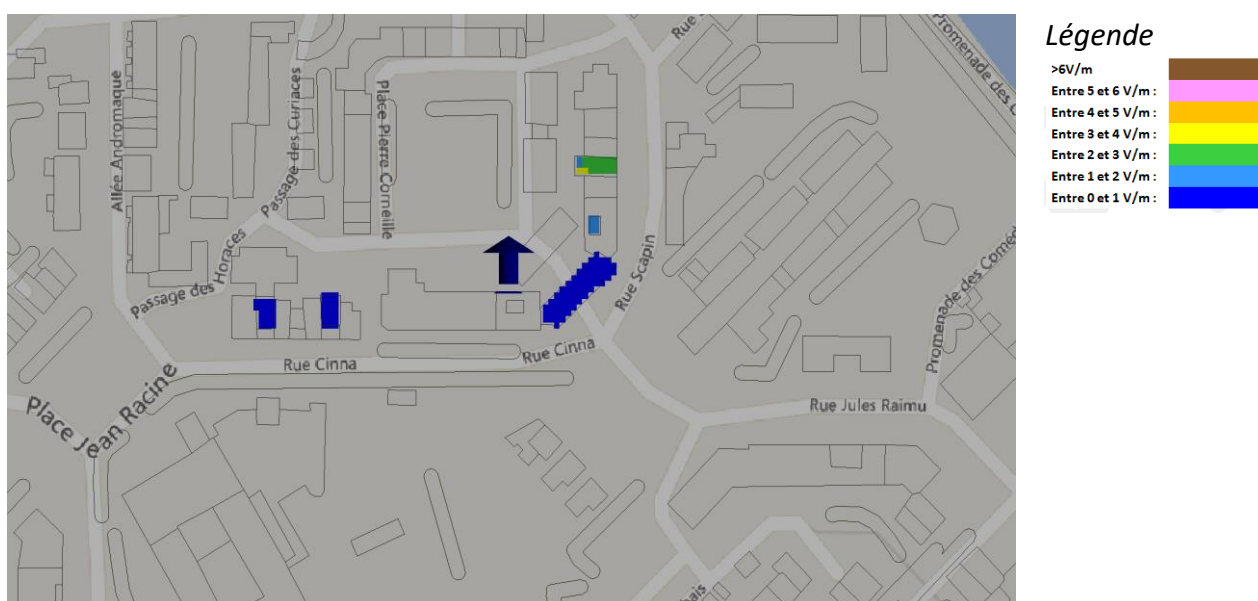 Légende
>6V/m
Entre 5 et 6 V/m :
Entre 4 et 5 V/m :
Entre 3 et 4 V/m :
Entre 2 et 3 V/m :
Entre 1 et 2 V/m :
Entre 0 et 1 V/m :
Allée Andromaque
Passage des Curiaces
Place Pierre Corneille
Rue
Promenade des
Passage des Horaces
Rue Scapin
Promenade des
Rue Cinna
Rue Cinna
Place Jean Racine
Rue Jules Raimu